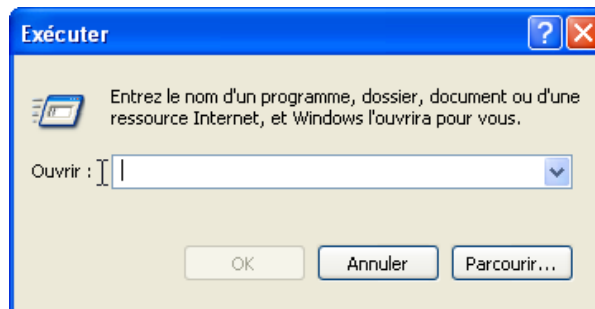 Exécuter
Entrez le nom d'un programme, dossier, document ou d'une
ressource Internet, et Windows l'ouvrira pour vous.
Ouvrir :
OK
Annuler
Parcourir...